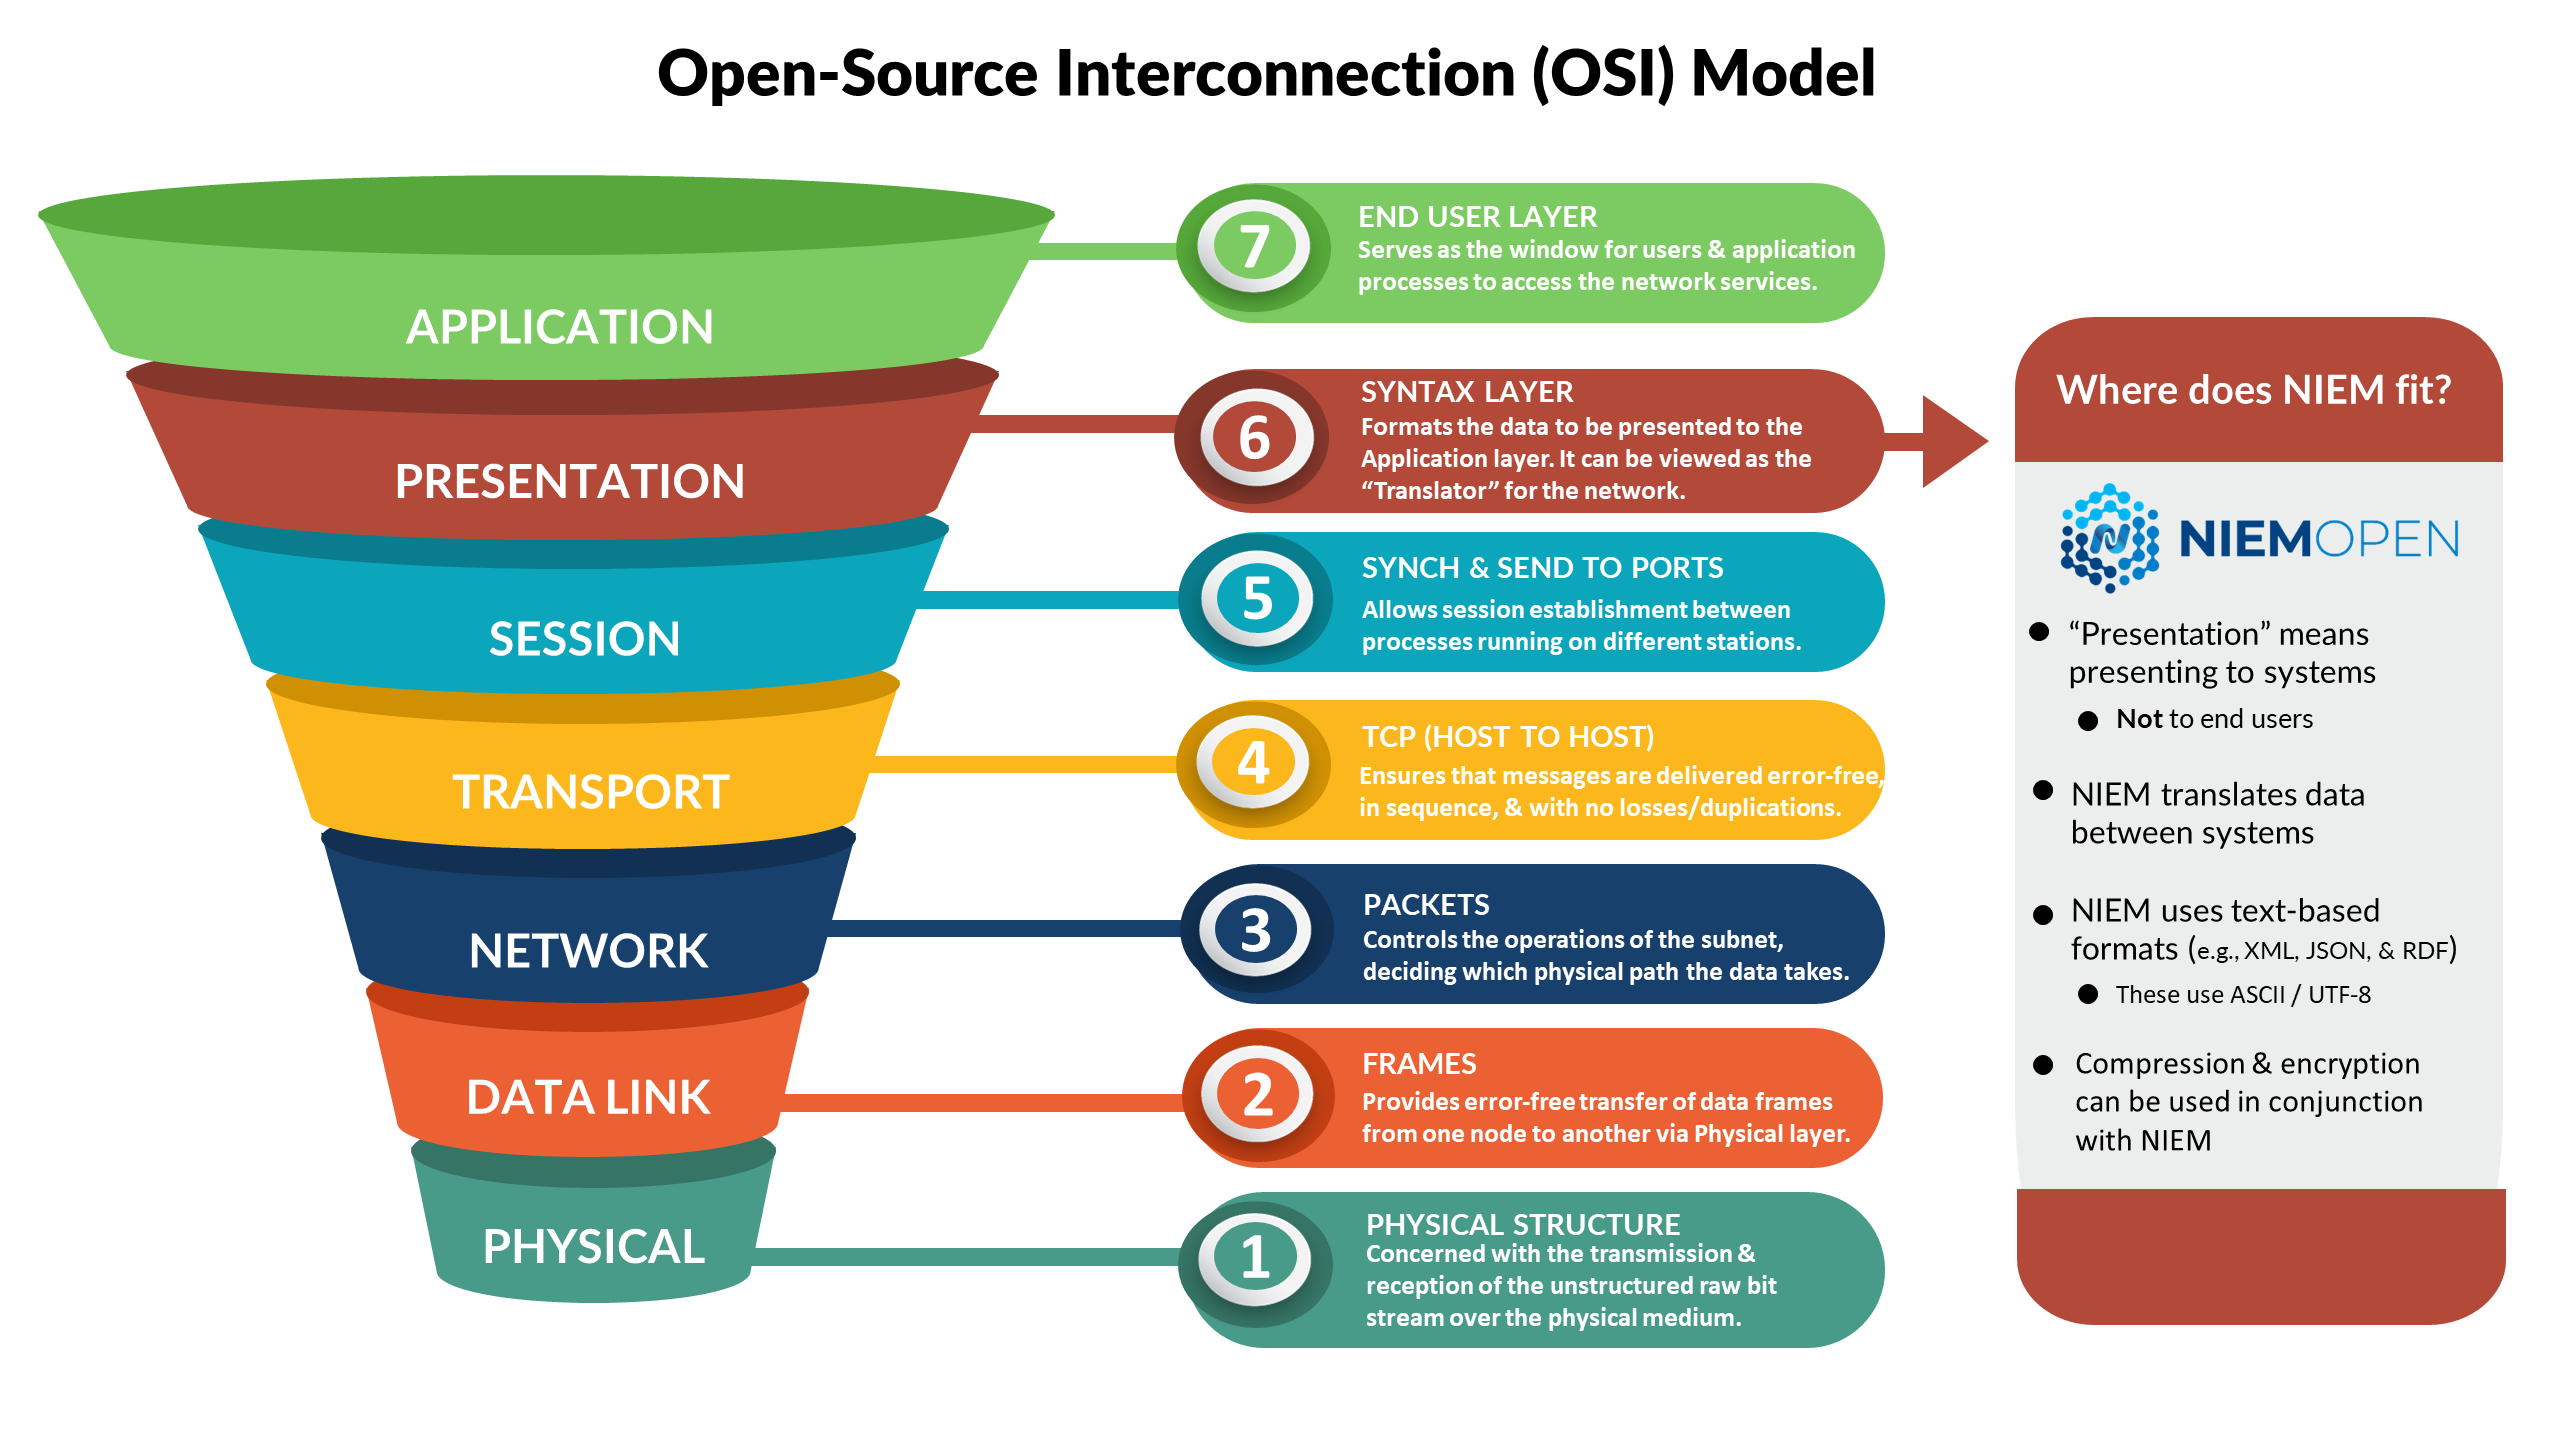 Open-Source Interconnection (OSI) Model
APPLICATION
7
END USER LAYER
Serves as the window for users & application
processes to access the network services.
PRESENTATION
6
SYNTAX LAYER
Formats the data to be presented to the
Application layer. It can be viewed as the
“Translator” for the network.
SESSION
5
SYNCH & SEND TO PORTS
Allows session establishment between
processes running on different stations.
TRANSPORT
4
TCP (HOST TO HOST)
Ensures that messages are delivered error-free,
in sequence, & with no losses/duplications.
NETWORK
3
PACKETS
Controls the operations of the subnet,
deciding which physical path the data takes.
DATA LINK
2
FRAMES
Provides error-free transfer of data frames
from one node to another via Physical layer.
PHYSICAL
1
PHYSICAL STRUCTURE
Concerned with the transmission &
reception of the unstructured raw bit
stream over the physical medium.
Where does NIEM fit?
N
NIEMOPEN
● “Presentation” means
presenting to systems
● Not to end users
● NIEM translates data
between systems
● NIEM uses text-based
formats (e.g., XML, JSON, & RDF)
● These use ASCII / UTF-8
● Compression & encryption
can be used in conjunction
with NIEM